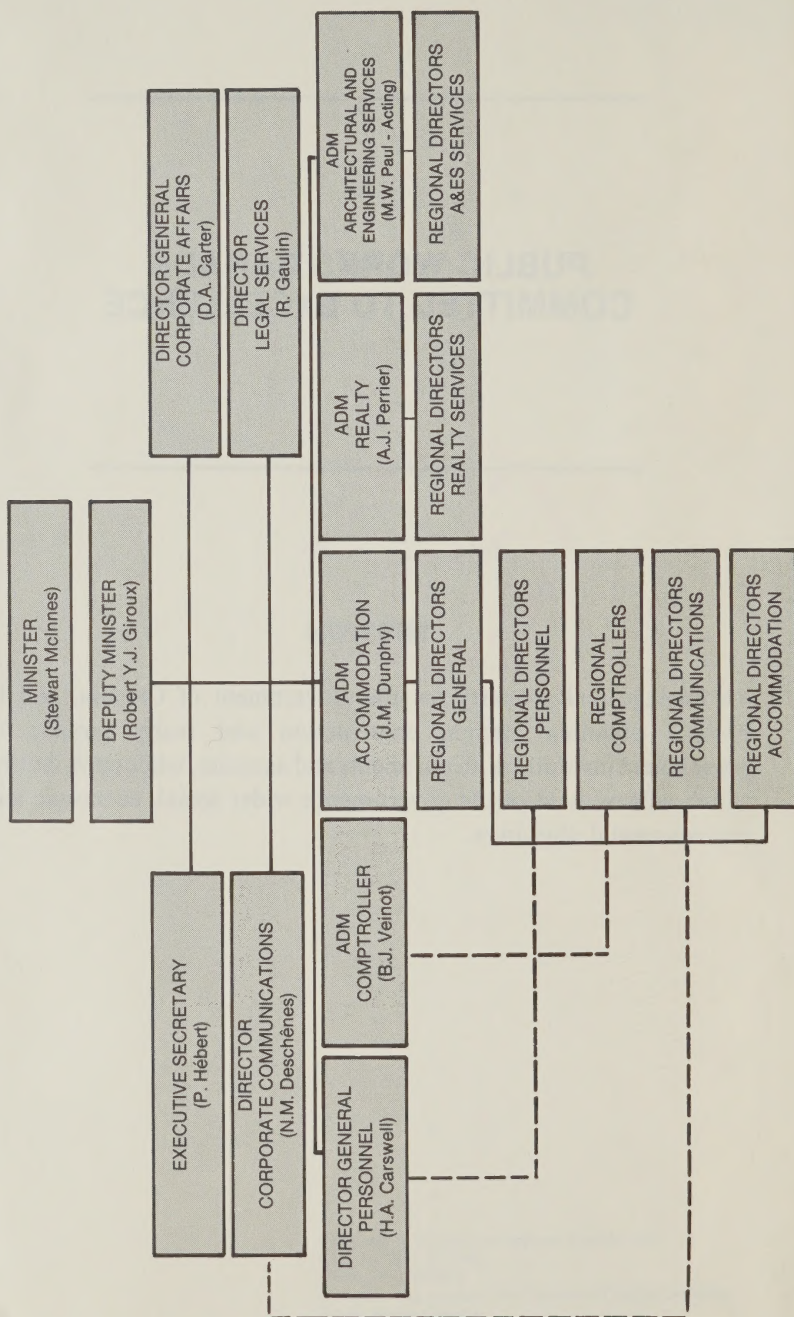 MINISTER
(Stewart McInnes)
DEPUTY MINISTER
(Robert Y.J. Giroux)
EXECUTIVE SECRETARY
(P. Hébert)
DIRECTOR GENERAL
CORPORATE AFFAIRS
(D.A. Carter)
DIRECTOR
CORPORATE COMMUNICATIONS
(N.M. Deschênes)
DIRECTOR
LEGAL SERVICES
(R. Gaulin)
DIRECTOR GENERAL
PERSONNEL
(H.A. Carswell)
ADM
COMPTROLLER
(B.J. Veinot)
ADM
ACCOMMODATION
(J.M. Dunphy)
ADM
REALTY
(A.J. Perrier)
ADM
ARCHITECTURAL AND
ENGINEERING SERVICES
(M.W. Paul - Acting)
REGIONAL DIRECTORS
GENERAL
REGIONAL DIRECTORS
REALTY SERVICES
REGIONAL DIRECTORS
A&ES SERVICES
REGIONAL DIRECTORS
PERSONNEL
REGIONAL
COMPTROLLERS
REGIONAL DIRECTORS
COMMUNICATIONS
REGIONAL DIRECTORS
ACCOMMODATION